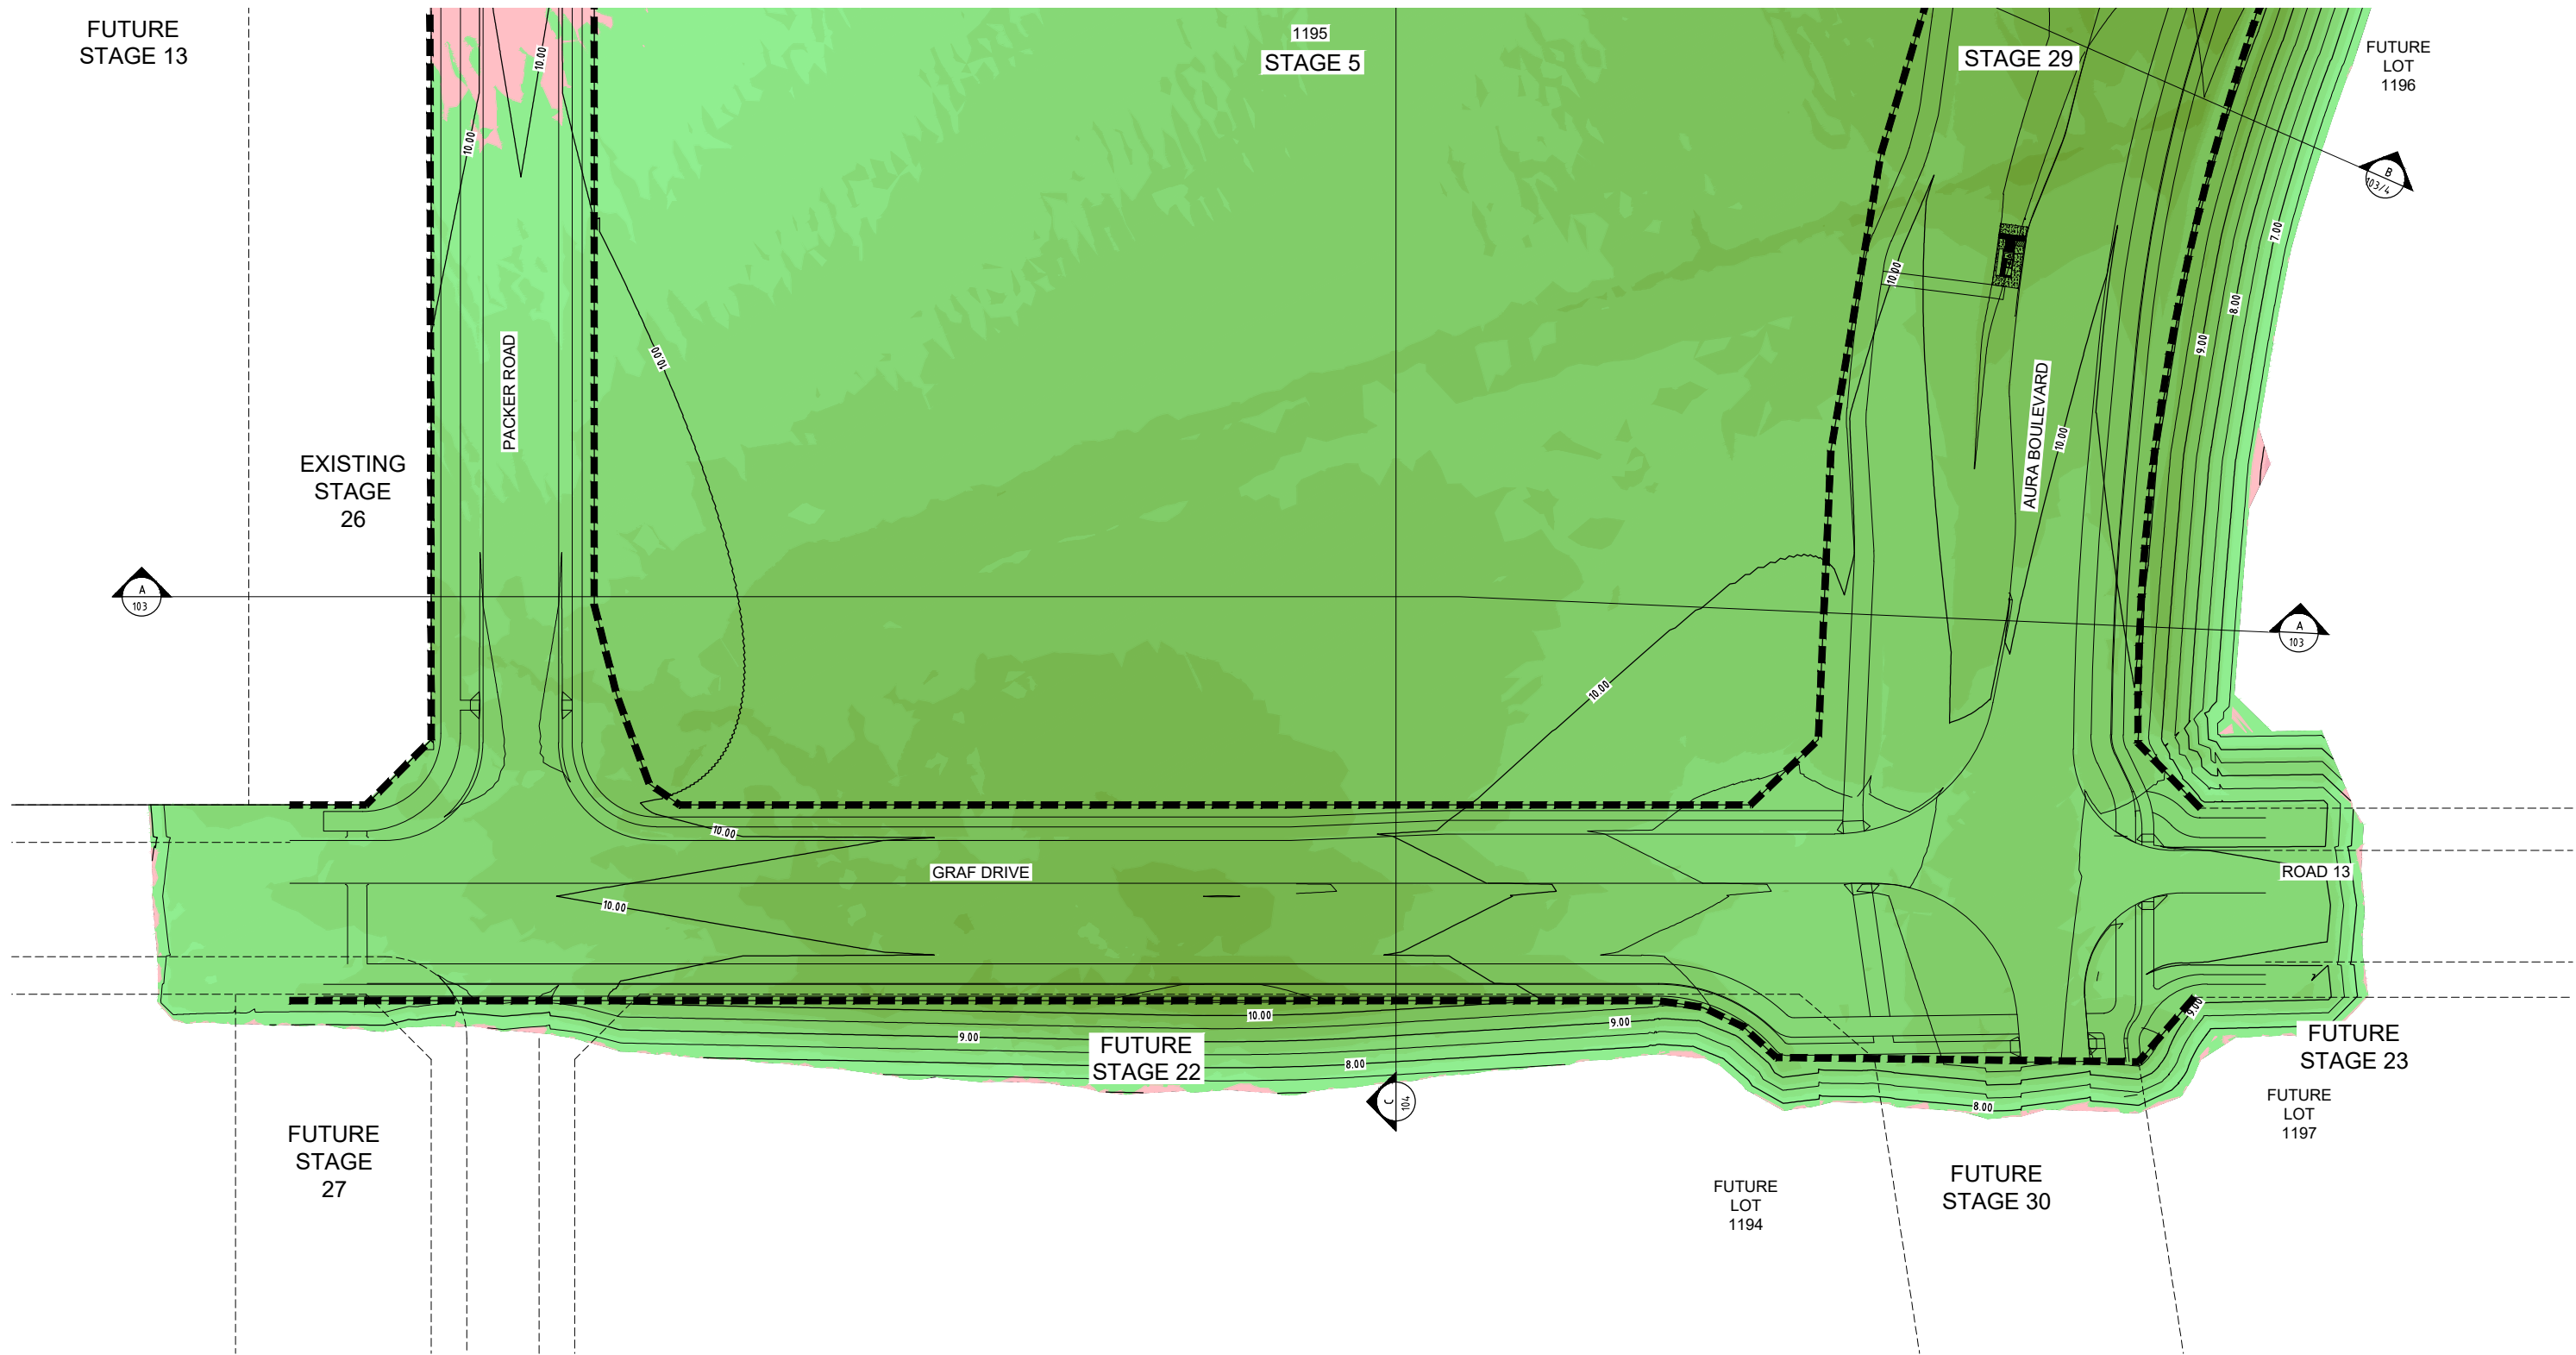 FUTURE
STAGE 13
10.00
1195
STAGE 5
STAGE 29
FUTURE
LOT
1196
10.00
B
103/4
7.00
10.00
8.00
9.00
10.00
PACKER ROAD
AURA BOULEVARD
10.00
EXISTING
STAGE
26
A
103
A
103
10.00
10.00
GRAF DRIVE
ROAD 13
10.00
9.00
10.00
9.00
9.00
FUTURE
STAGE 22
8.00
FUTURE
STAGE 23
C
104
8.00
FUTURE
LOT
1197
FUTURE
STAGE
27
FUTURE
LOT
1194
FUTURE
STAGE 30